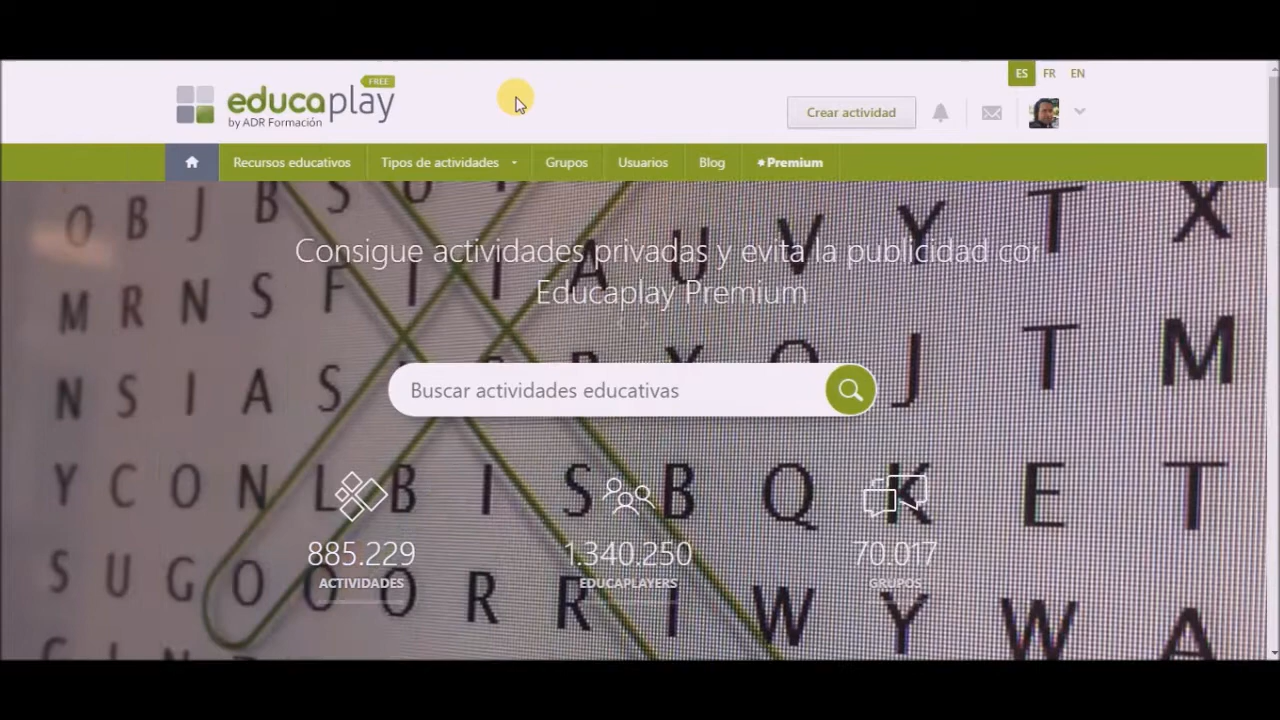 FREE
educaplay
by ADR Formación
ES FR EN
Crear actividad
Recursos educativos Tipos de actividades Grupos Usuarios Blog Premium
Consigue actividades privadas y evita la publicidad con
Educaplay Premium
Buscar actividades educativas
885.229 1.340.250 70.017
ACTIVIDADES EDUCAPLAYERS GRUPOS
O B J B S U I A U V Y T X
M R N S F I I
N S I A S J T M
Y C O N L B I S B Q K E T
S U G O O O R R I W Y W A